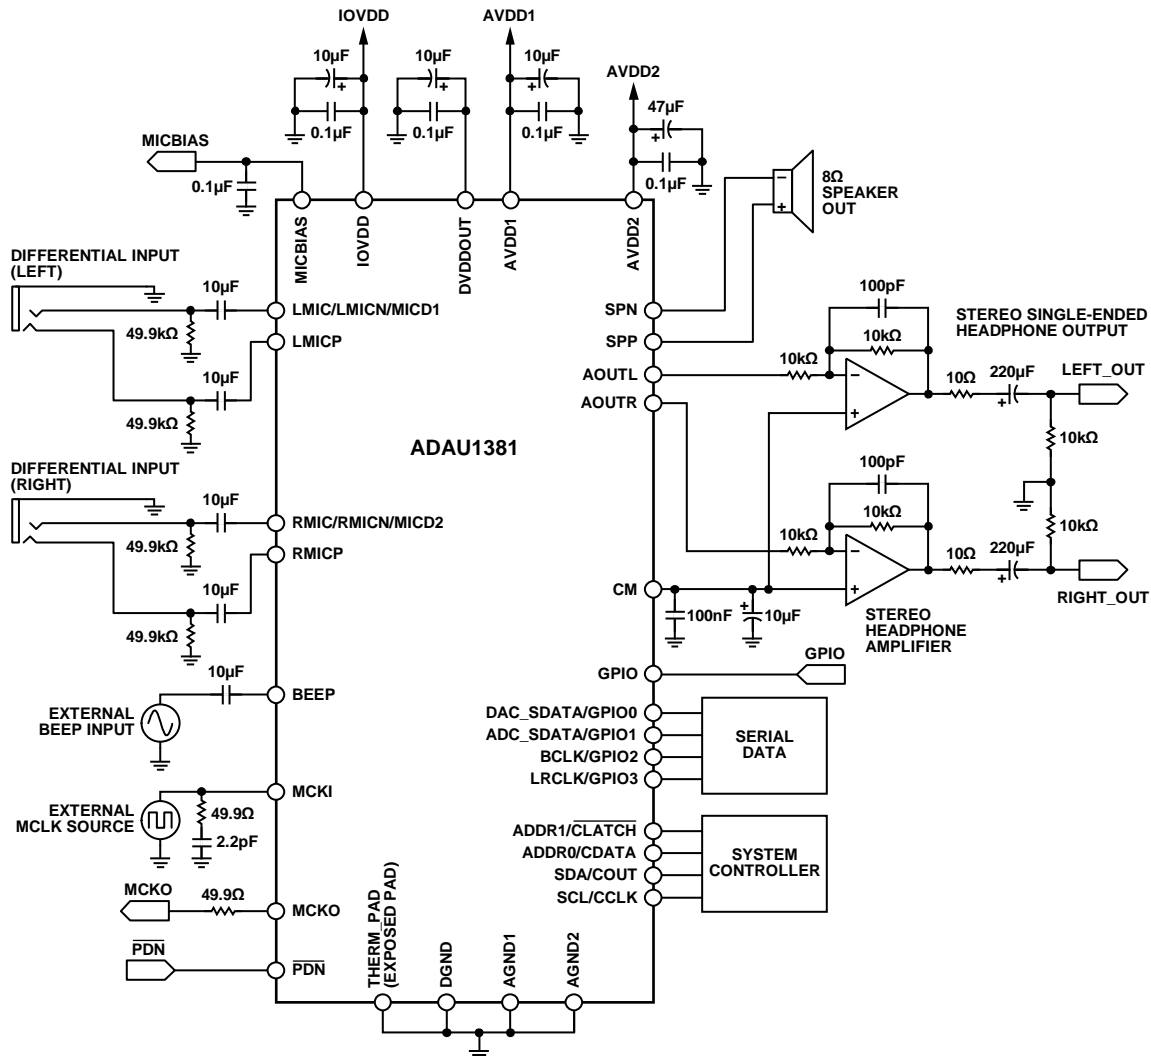 IOVDD
AVDD1
10µF
10µF
10µF
AVDD2
0.1µF
0.1µF
0.1µF
47µF
0.1µF
MICBIAS
0.1µF
8Ω
SPEAKER
OUT
MICBIAS
IOVDD
DVDDOUT
AVDD1
AVDD2
DIFFERENTIAL INPUT
(LEFT)
10µF
49.9kΩ
10µF
49.9kΩ
LMIC/LMICN/MICD1
LMICP
SPN
SPP
AOUTL
AOUTR
100pF
10kΩ
10kΩ
STEREO SINGLE-ENDED
HEADPHONE OUTPUT
10Ω
220µF
LEFT_OUT
10kΩ
ADAU1381
DIFFERENTIAL INPUT
(RIGHT)
10µF
49.9kΩ
10µF
49.9kΩ
RMIC/RMICN/MICD2
RMICP
100pF
10kΩ
10kΩ
10kΩ
10Ω
220µF
RIGHT_OUT
CM
100nF
10µF
STEREO
HEADPHONE
AMPLIFIER
GPIO
GPIO
10µF
BEEP
EXTERNAL
BEEP INPUT
DAC_SDATA/GPIO0
ADC_SDATA/GPIO1
BCLK/GPIO2
LRCLK/GPIO3
SERIAL
DATA
MCKI
EXTERNAL
MCLK SOURCE
49.9Ω
2.2pF
ADDR1/CLATCH
ADDR0/CDATA
SDA/COUT
SCL/CCLK
SYSTEM
CONTROLLER
MCKO
49.9Ω
MCKO
PDN
PDN
THERM_PAD
(EXPOSED PAD)
DGND
AGND1
AGND2